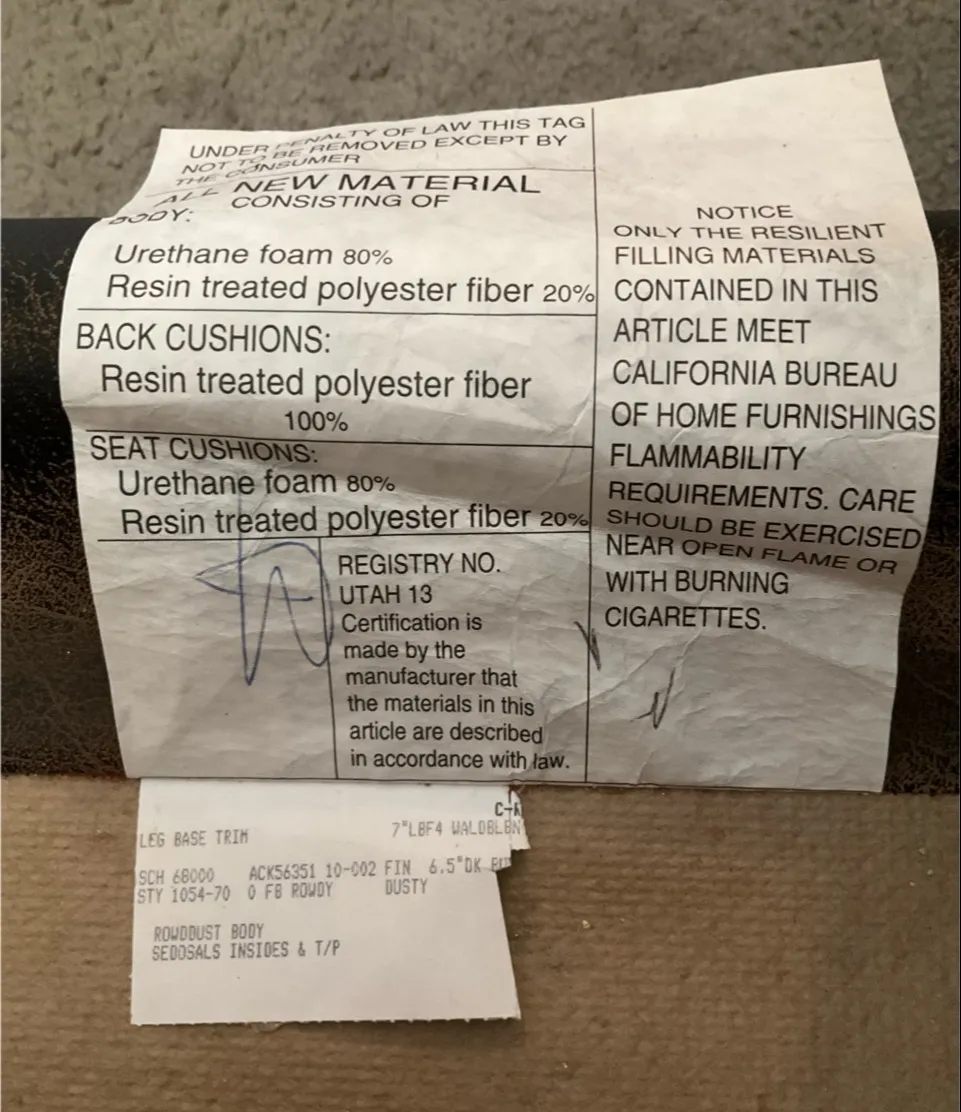 UNDER PENALTY OF LAW THIS TAG
NOT TO BE REMOVED EXCEPT BY
THE CONSUMER
ALL NEW MATERIAL
CONSISTING OF
BODY:
Urethane foam 80%
Resin treated polyester fiber 20%
BACK CUSHIONS:
Resin treated polyester fiber
100%
SEAT CUSHIONS:
Urethane foam 80%
Resin treated polyester fiber 20%
REGISTRY NO.
UTAH 13
Certification is
made by the
manufacturer that
the materials in this
article are described
in accordance with law.
NOTICE
ONLY THE RESILIENT
FILLING MATERIALS
CONTAINED IN THIS
ARTICLE MEET
CALIFORNIA BUREAU
OF HOME FURNISHINGS
FLAMMABILITY
REQUIREMENTS. CARE
SHOULD BE EXERCISED
NEAR OPEN FLAME OR
WITH BURNING
CIGARETTES.
LEG BASE TRIM 7"LBF4 WALDBLBN
SCH 68000 ACK56351 10-002 FIN 6.5"DK
STY 1054-70 0 FB ROWDY DUSTY
ROWDDUST BODY
SEDOSALS INSIDES & T/P